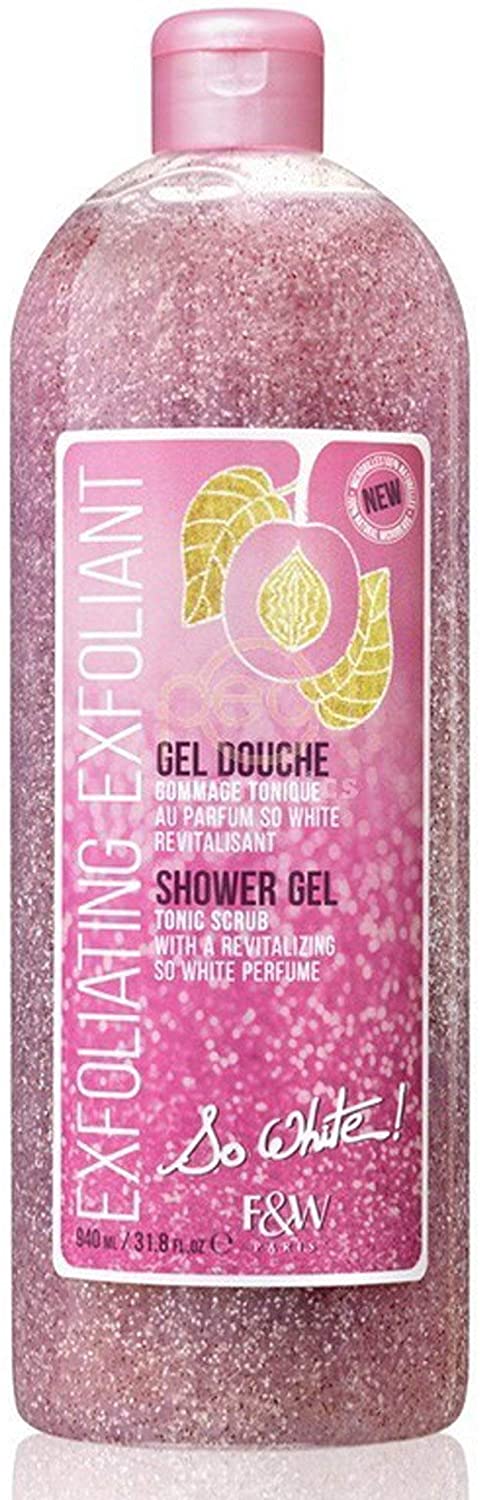 EXFOLIATING EXFOLIANT
NEW
GEL DOUCHE
GOMMAGE TONIQUE
AU PARFUM SO WHITE
REVITALISANT
SHOWER GEL
TONIC SCRUB
WITH A REVITALIZING
SO WHITE PERFUME
So White!
940 ML / 31.8 FL.OZ ℮
F&W
PARIS